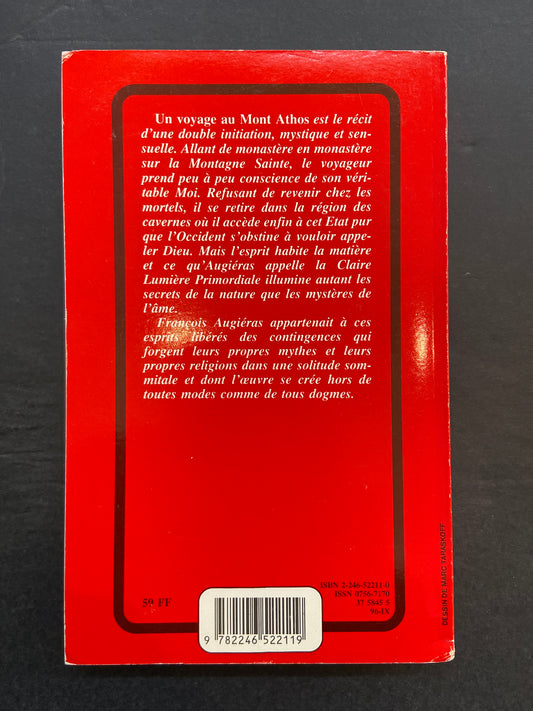 Un voyage au Mont Athos est le récit
d'une double initiation, mystique et sen-
suelle. Allant de monastère en monastère
sur la Montagne Sainte, le voyageur
prend peu à peu conscience de son véri-
table Moi. Refusant de revenir chez les
mortels, il se retire dans la région des
cavernes où il accède enfin à cet Etat pur
que l'Occident s'obstine à vouloir appe-
ler Dieu. Mais l'esprit habite la matière
et ce qu'Augiéras appelle la Claire
Lumière Primordiale illumine autant les
secrets de la nature que les mystères de
l'âme.
François Augiéras appartenait à ces
esprits libérés des contingences qui
forgent leurs propres mythes et leurs
propres religions dans une solitude som-
mitale et dont l'œuvre se crée hors de
toutes modes comme de tous dogmes.
59 FF
ISBN 2-246-52211-0
ISSN 0756-7170
37 5645 5
96-IX
9 782246 522119
DESSIN DE MARC TARASKOFF